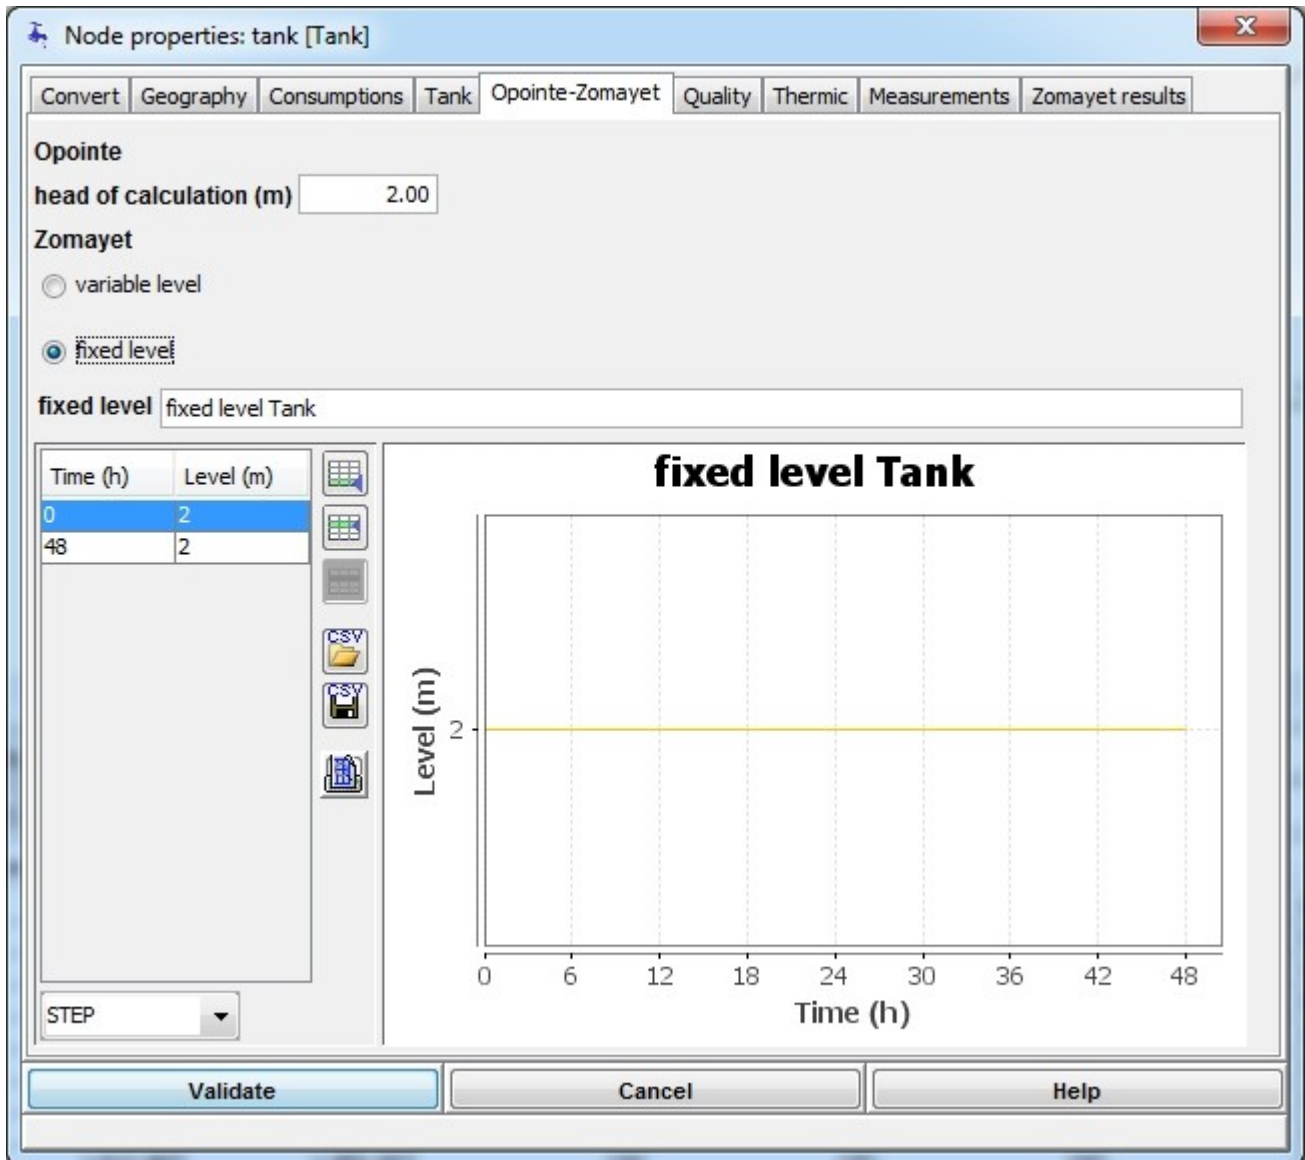 Node properties: tank [Tank]
Convert Geography Consumptions Tank Opointe-Zomayet Quality Thermic Measurements Zomayet results
Opointe
head of calculation (m) 2.00
Zomayet
variable level
fixed level
fixed level fixed level Tank
Time (h) Level (m)
0 2
48 2
CSV
CSV
STEP
fixed level Tank
Level (m)
2
0 6 12 18 24 30 36 42 48
Time (h)
Validate Cancel Help